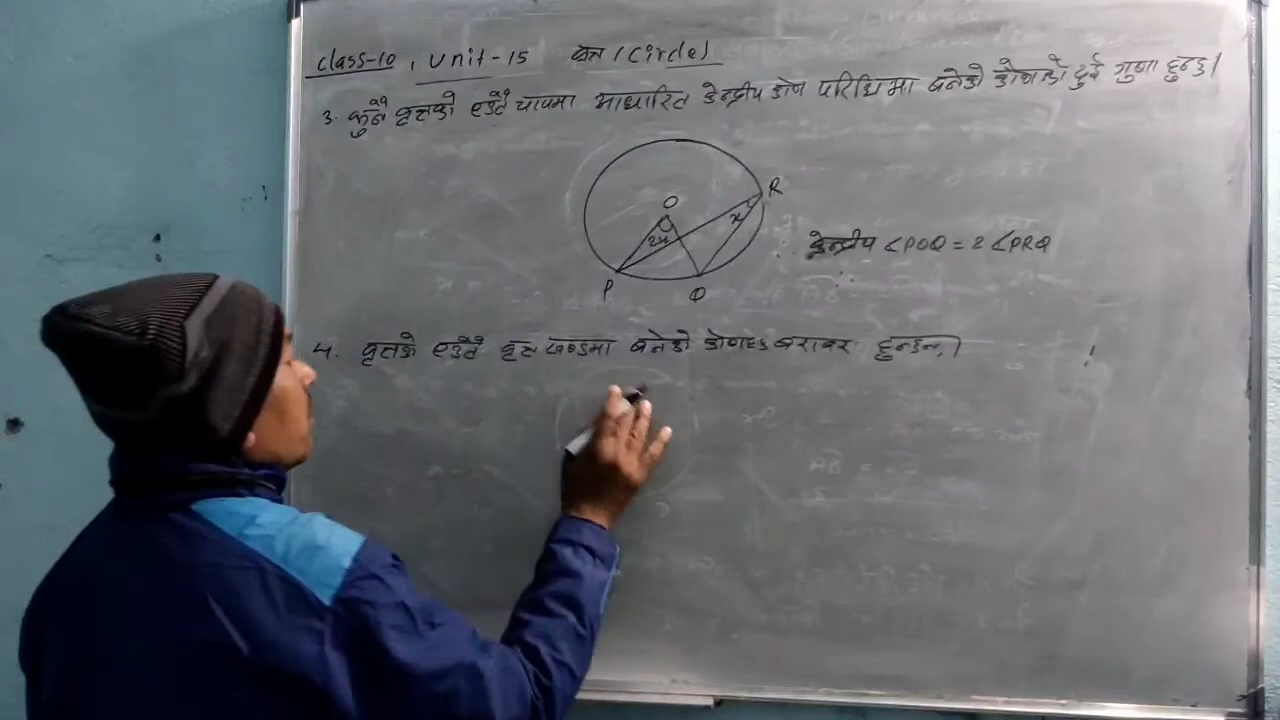 Class-10, Unit-15 वृत्त (Circle)
3. कुनै वृत्तको एउटै चापमा आधारित केन्द्रीय कोण परिधिमा बनेको कोणको दुई गुणा हुन्छ।
O
R
x
2x
P
Q
केन्द्रीय ∠POQ = 2 ∠PRQ
4. वृत्तको एउटै वृत्त खण्डमा बनेको कोणहरु बराबर हुन्छन्।